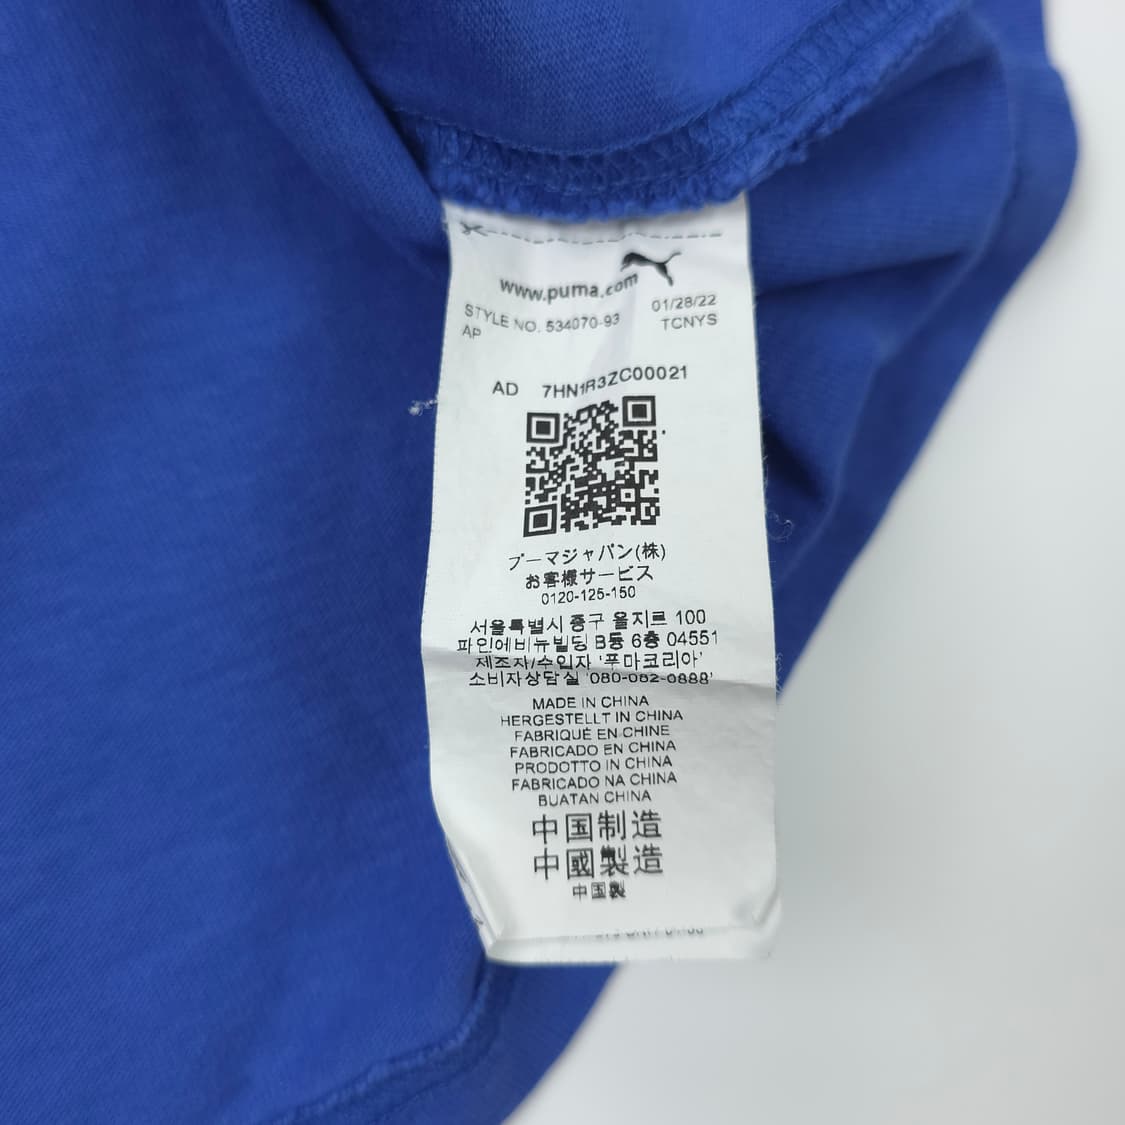 www.puma.com
STYLE NO. 534070-93 01/28/22
AP TCNYS
AD 7HN1R3ZC00021
プーマジャパン(株)
お客様サービス
0120-125-150
서울특별시 중구 을지로 100
파인에비뉴빌딩 B동 6층 04551
제조자/수입자 '푸마코리아'
소비자상담실 '080-082-0888'
MADE IN CHINA
HERGESTELLT IN CHINA
FABRIQUÉ EN CHINE
FABRICADO EN CHINA
PRODOTTO IN CHINA
FABRICADO NA CHINA
BUATAN CHINA
中国制造
中國製造
中国製